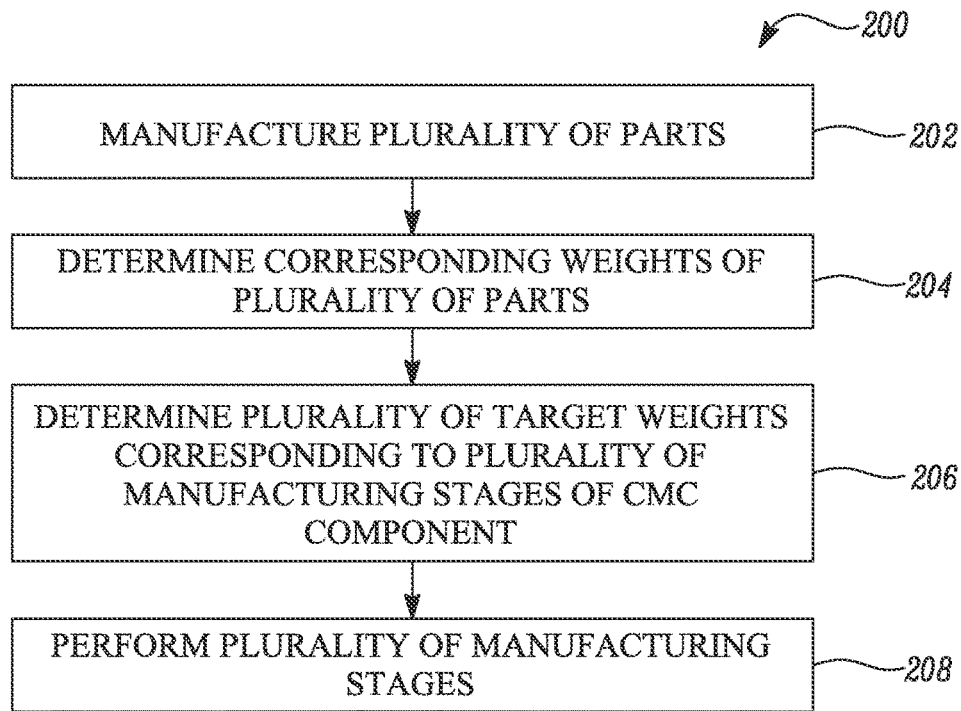 200
MANUFACTURE PLURALITY OF PARTS
202
DETERMINE CORRESPONDING WEIGHTS OF
PLURALITY OF PARTS
204
DETERMINE PLURALITY OF TARGET WEIGHTS
CORRESPONDING TO PLURALITY OF
MANUFACTURING STAGES OF CMC
COMPONENT
206
PERFORM PLURALITY OF MANUFACTURING
STAGES
208